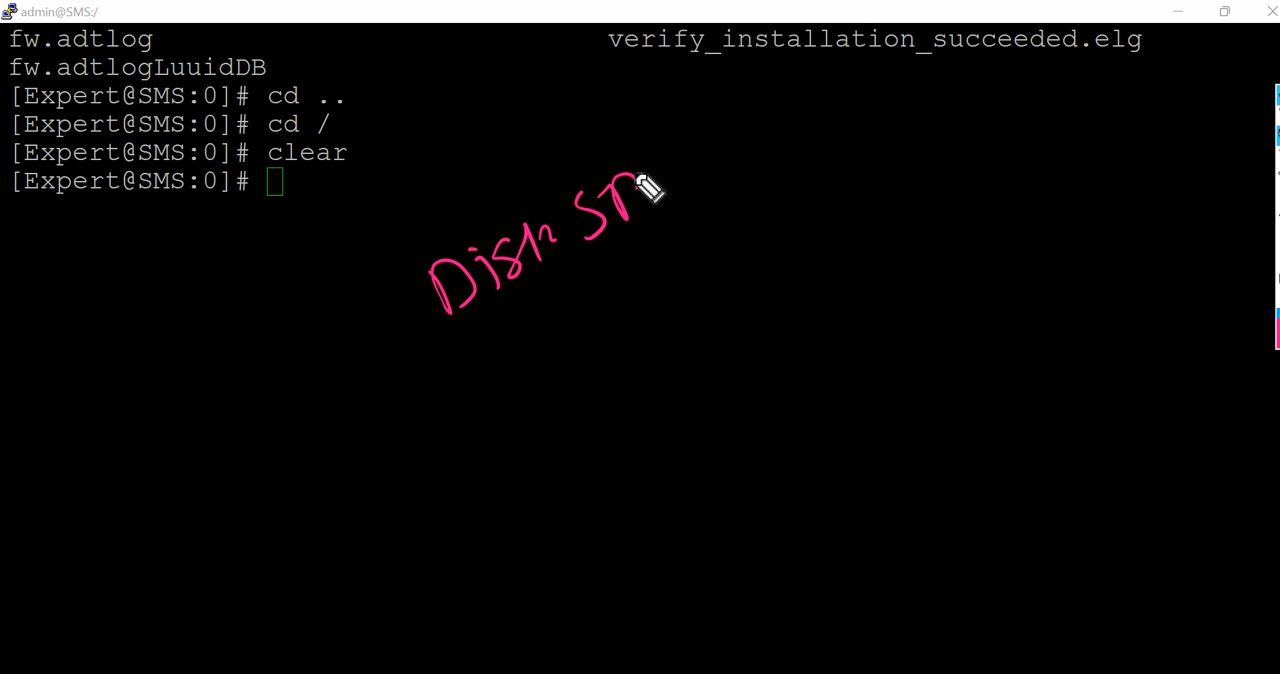 admin@SMS:/
fw.adtlog verify_installation_succeeded.elg
fw.adtlogLuuidDB
[Expert@SMS:0]# cd ..
[Expert@SMS:0]# cd /
[Expert@SMS:0]# clear
[Expert@SMS:0]#
Disk